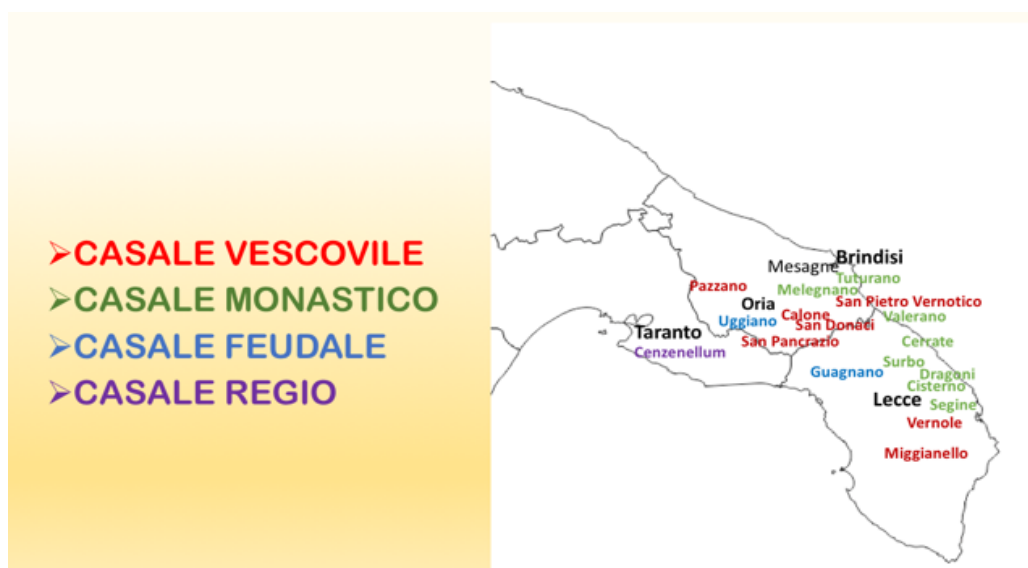 ➢CASALE VESCOVILE
➢CASALE MONASTICO
➢CASALE FEUDALE
➢CASALE REGIO
Brindisi
Mesagne
Tuturano
Pazzano
Melegnano
Oria
San Pietro Vernotico
Calone
Valerano
Uggiano
San Donaci
Taranto
San Pancrazio
Cerrate
Cenzenellum
Surbo
Guagnano
Dragoni
Cisterno
Lecce
Segine
Vernole
Miggianello